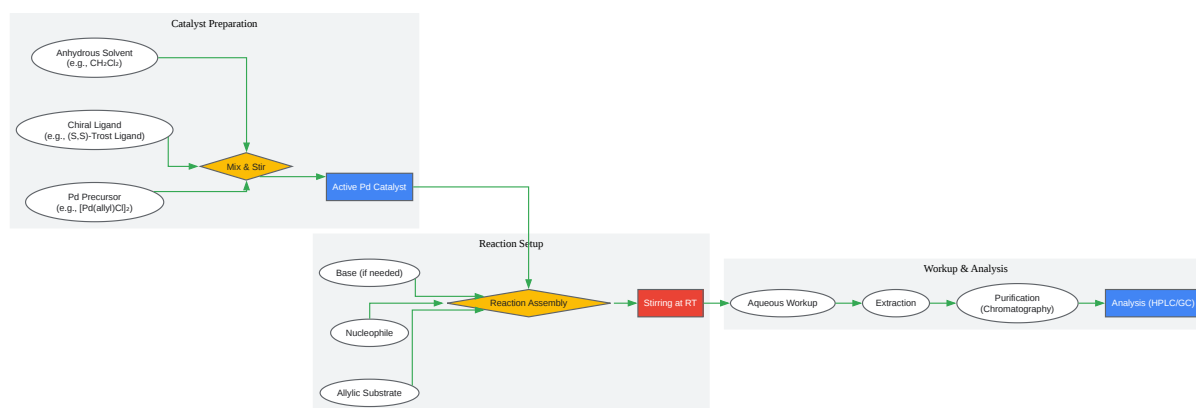 Catalyst Preparation
Anhydrous Solvent
(e.g., CH₂Cl₂)
Chiral Ligand
(e.g., (S,S)-Trost Ligand)
Mix & Stir
Pd Precursor
(e.g., [Pd(allyl)Cl]₂)
Active Pd Catalyst
Reaction Setup
Base (if needed)
Nucleophile
Allylic Substrate
Reaction Assembly
Stirring at RT
Workup & Analysis
Aqueous Workup
Extraction
Purification
(Chromatography)
Analysis (HPLC/GC)